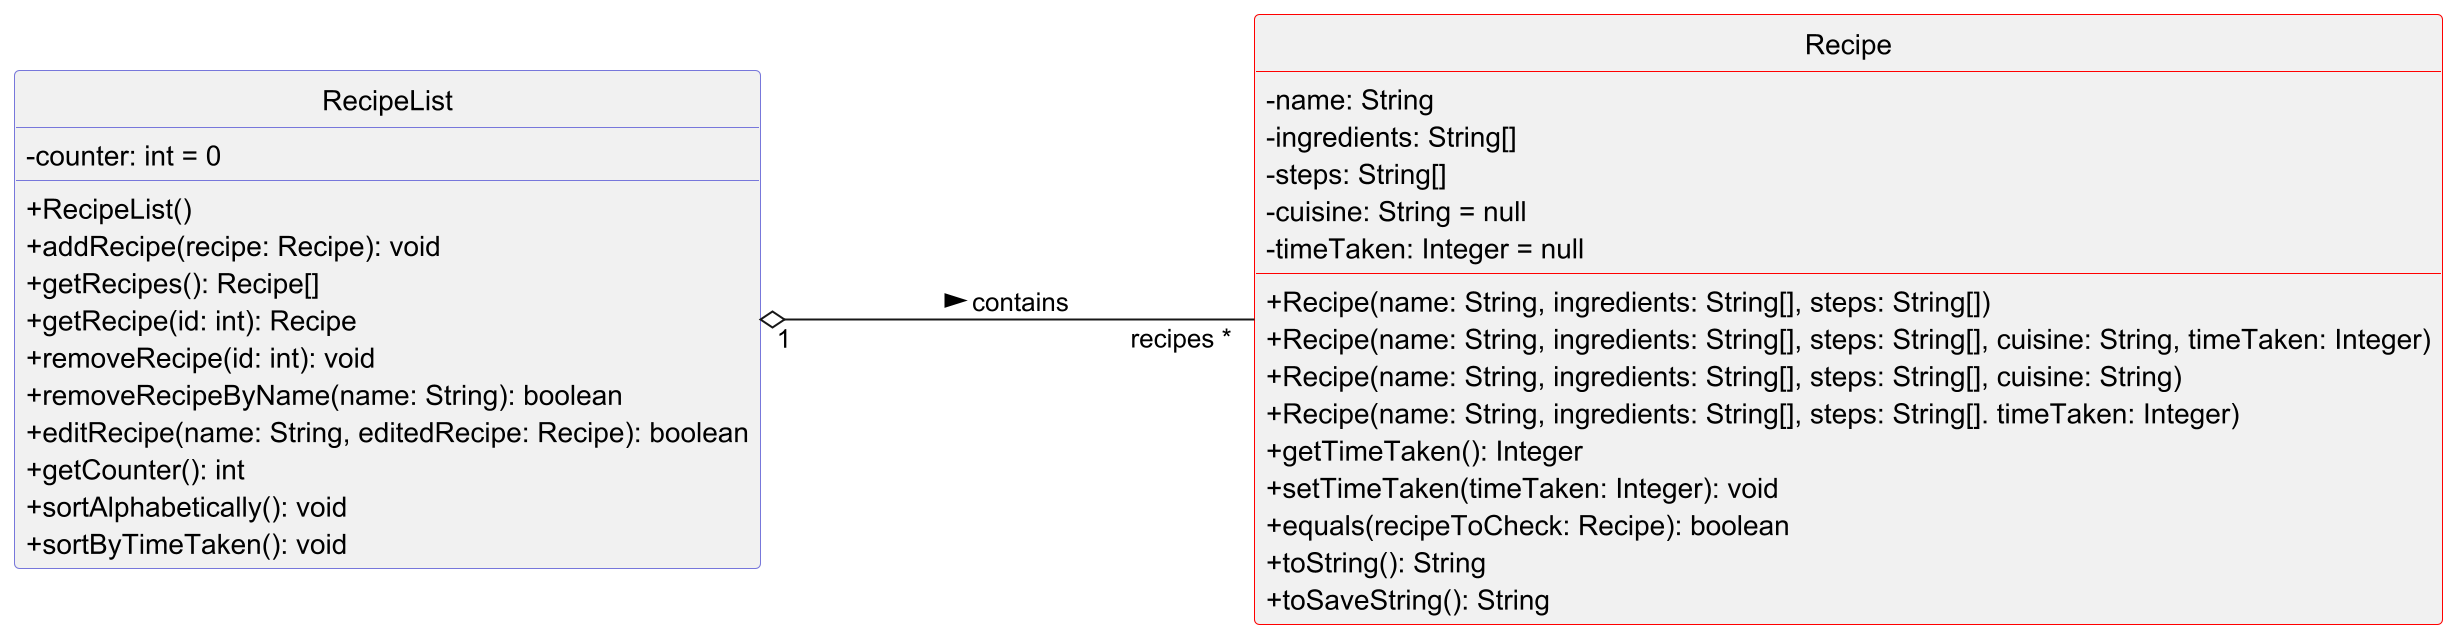 RecipeList
-counter: int = 0
+RecipeList()
+addRecipe(recipe: Recipe): void
+getRecipes(): Recipe[]
+getRecipe(id: int): Recipe
+removeRecipe(id: int): void
+removeRecipeByName(name: String): boolean
+editRecipe(name: String, editedRecipe: Recipe): boolean
+getCounter(): int
+sortAlphabetically(): void
+sortByTimeTaken(): void
contains
1
recipes *
Recipe
-name: String
-ingredients: String[]
-steps: String[]
-cuisine: String = null
-timeTaken: Integer = null
+Recipe(name: String, ingredients: String[], steps: String[])
+Recipe(name: String, ingredients: String[], steps: String[], cuisine: String, timeTaken: Integer)
+Recipe(name: String, ingredients: String[], steps: String[], cuisine: String)
+Recipe(name: String, ingredients: String[], steps: String[]. timeTaken: Integer)
+getTimeTaken(): Integer
+setTimeTaken(timeTaken: Integer): void
+equals(recipeToCheck: Recipe): boolean
+toString(): String
+toSaveString(): String